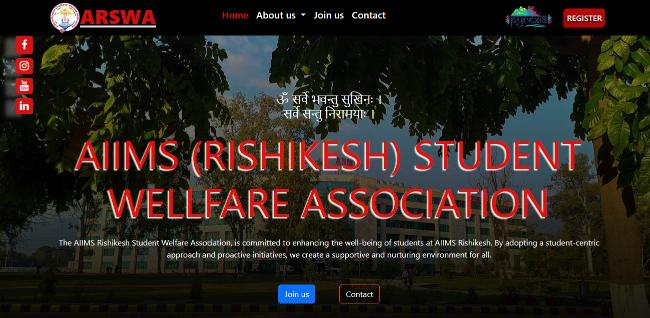 ARSWA
Home About us Join us Contact
pyrexia
REGISTER
ॐ सर्वे भवन्तु सुखिनः ।
सर्वे सन्तु निरामयाः ।
AIIMS (RISHIKESH) STUDENT
WELLFARE ASSOCIATION
The AIIMS Rishikesh Student Welfare Association, is committed to enhancing the well-being of students at AIIMS Rishikesh. By adopting a student-centric
approach and proactive initiatives, we create a supportive and nurturing environment for all.
Join us Contact